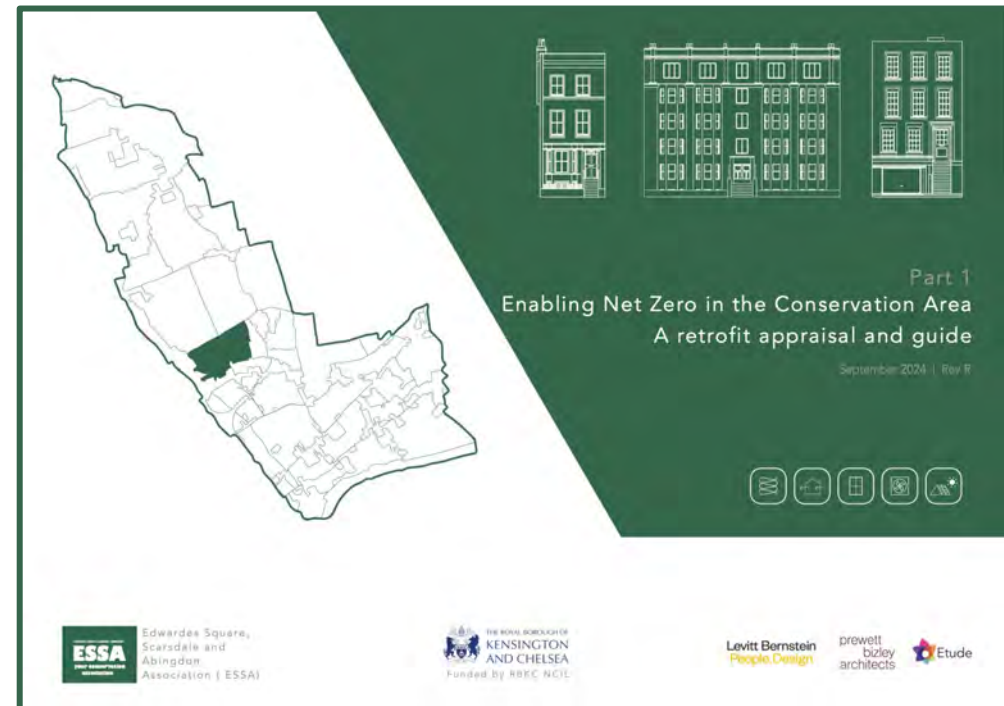 Part 1
Enabling Net Zero in the Conservation Area
A retrofit appraisal and guide
September 2024 | Rev R
ESSA
Edwardes Square,
Scarsdale and
Abingdon
Association ( ESSA)
THE ROYAL BOROUGH OF
KENSINGTON
AND CHELSEA
Funded by RBKC NCIL
Levitt Bernstein
People.Design
prewett
bizley
architects
Etude